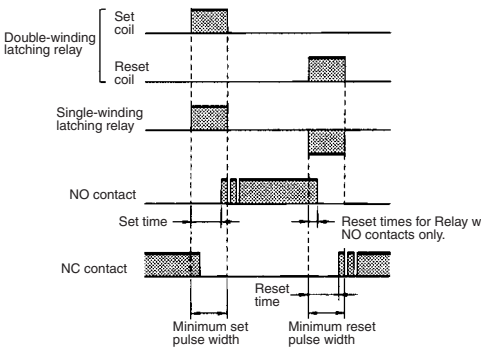 Double-winding
latching relay
Set
coil
Reset
coil
Single-winding
latching relay
NO contact
Set time
Reset times for Relay w
NO contacts only.
NC contact
Reset
time
Minimum set
pulse width
Minimum reset
pulse width